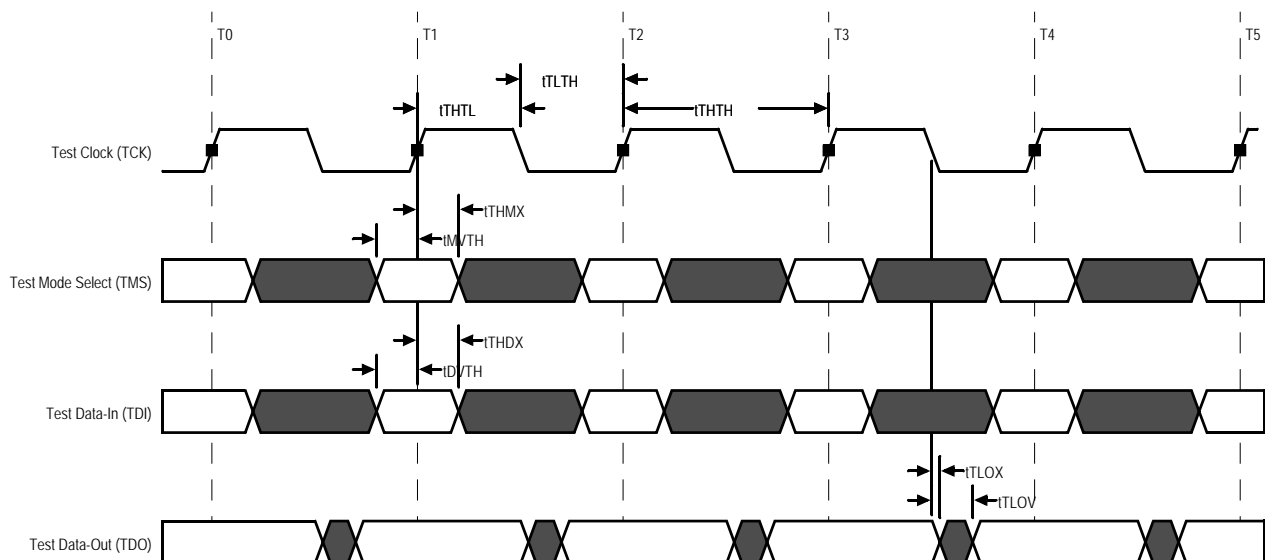 T0
T1
T2
T3
T4
T5
tTLTH
tTHTL
tTHTH
Test Clock (TCK)
tTHMX
tMVTH
Test Mode Select (TMS)
tTHDX
tDVTH
Test Data-In (TDI)
tTLOX
tTLOV
Test Data-Out (TDO)